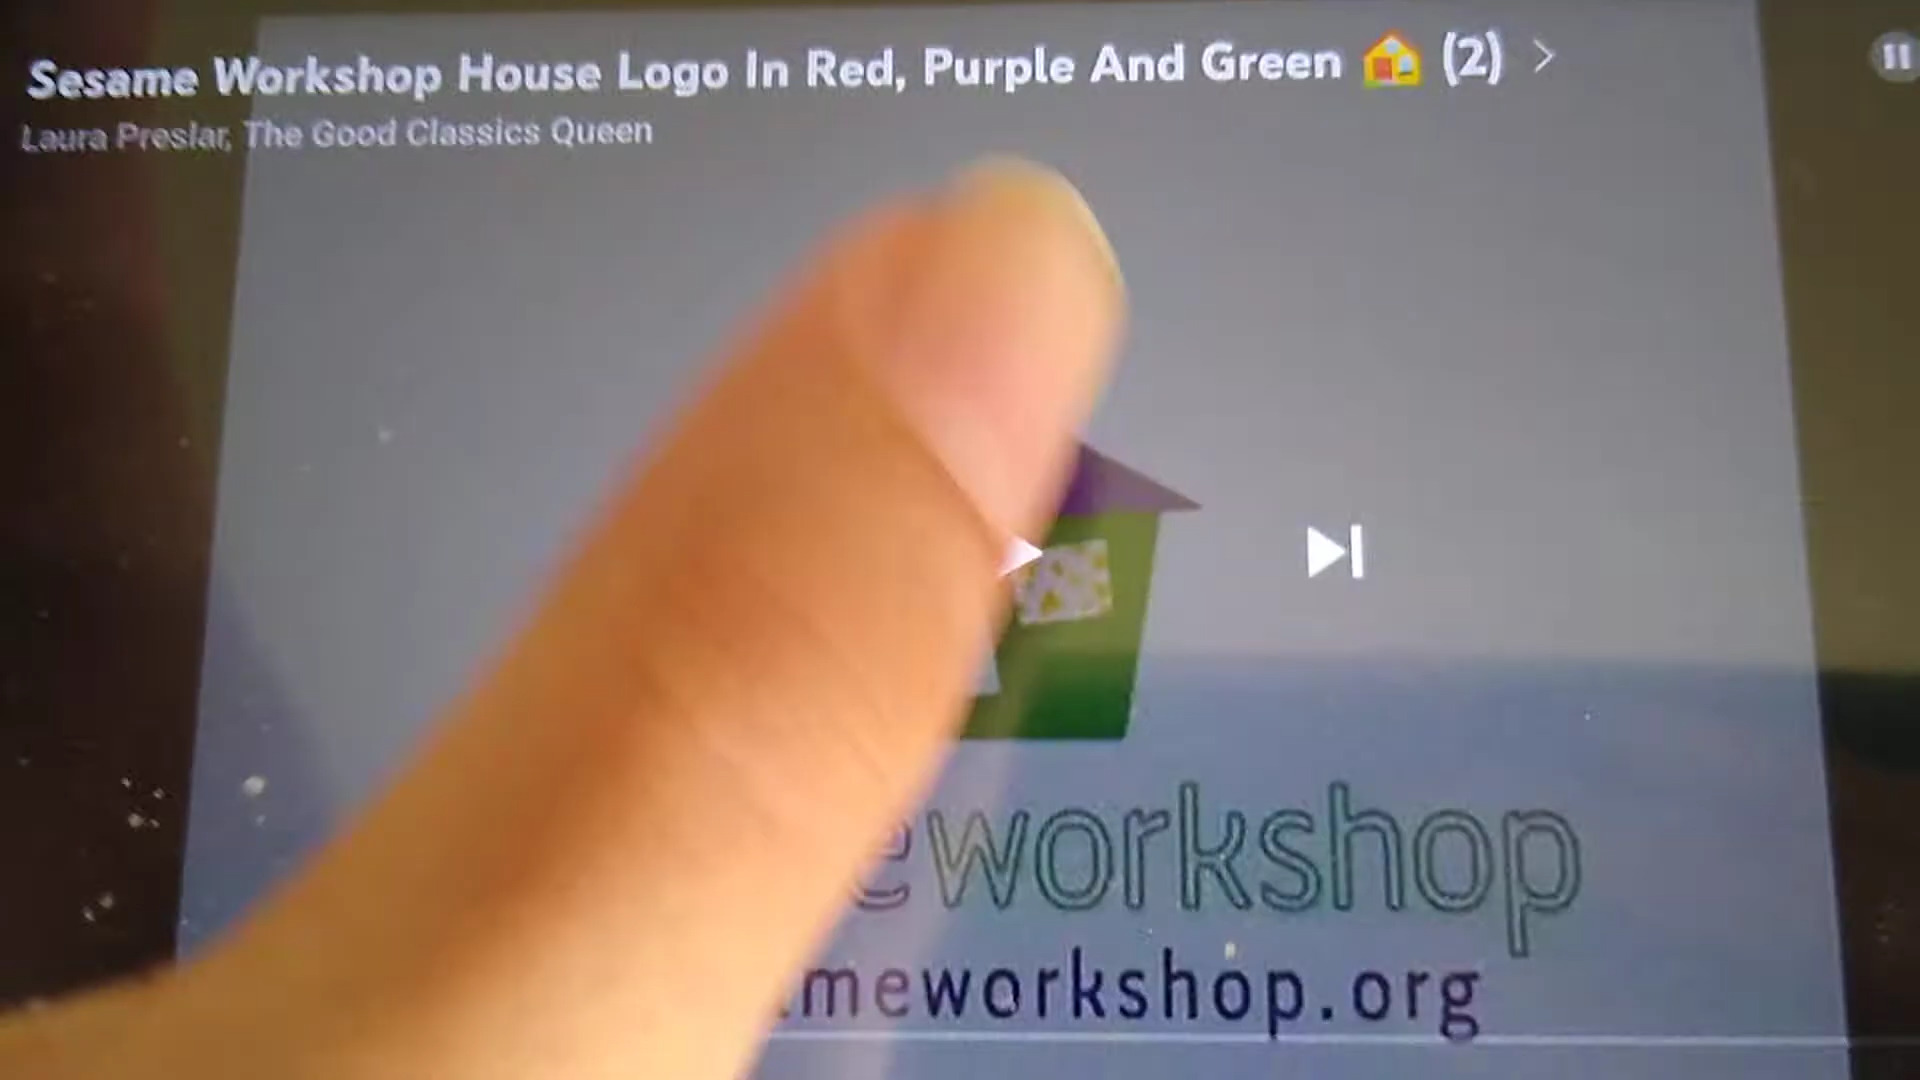 Sesame Workshop House Logo In Red, Purple And Green 🏠 (2)
Laura Preslar, The Good Classics Queen
eworkshop
meworkshop.org